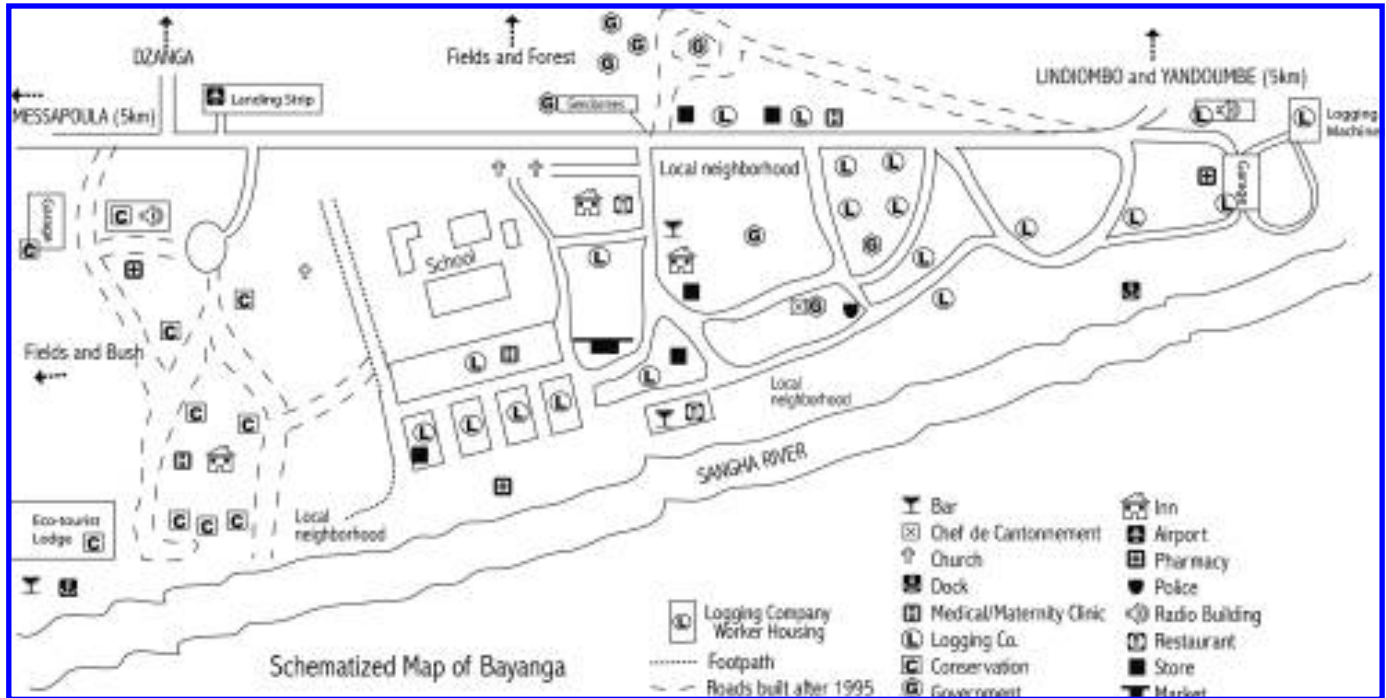 DZANGA
Fields and Forest
LINDIOMBO and YANDOUMBE (5km)
MESSAPOULA (5km)
Landing Strip
G
G
G
G
G Gendarmes
L
L
H
L
Logging
Machine
Local neighborhood
Garage
C
C
School
L
L
L
L
G
G
L
L
L
L
Garage
L
C
C
L
G
L
Fields and Bush
L
H
L
C
C
L
L
L
L
Local
neighborhood
H
C
C
C
Local
neighborhood
SANGHA RIVER
Eco-tourist
Lodge C
Bar
Chef de Cantonnement
Church
Dock
H Medical/Maternity Clinic
L Logging Co.
C Conservation
G Government
Inn
Airport
Pharmacy
Police
Radio Building
Restaurant
Store
Market
L Logging Company
Worker Housing
Footpath
Roads built after 1995
Schematized Map of Bayanga